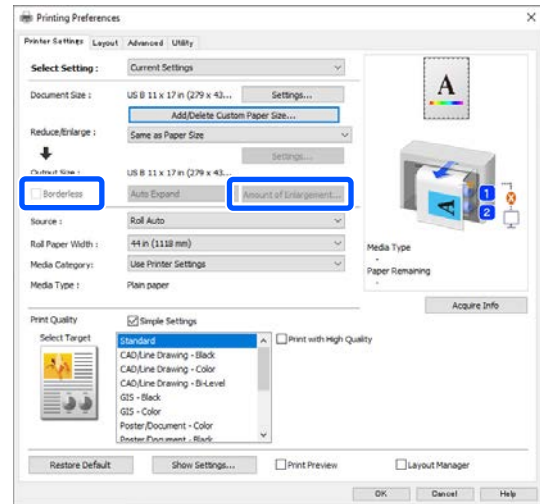 Printing Preferences
Printer Settings Layout Advanced Utility
Select Setting : Current Settings
Document Size : US B 11 x 17 in (279 x 43... Settings...
Add/Delete Custom Paper Size...
Reduce/Enlarge : Same as Paper Size
Settings...
Output Size : US B 11 x 17 in (279 x 43...
Borderless Auto Expand Amount of Enlargement...
Source : Roll Auto
Roll Paper Width : 44 in (1118 mm)
Media Category: Use Printer Settings
Media Type : Plain paper
A
A
1
2
Media Type
-
Paper Remaining
-
Acquire Info
Print Quality Simple Settings
Select Target Standard Print with High Quality
CAD/Line Drawing - Black
CAD/Line Drawing - Color
CAD/Line Drawing - Bi-Level
GIS - Black
GIS - Color
Poster/Document - Color
Poster/Document - Black
Restore Default Show Settings... Print Preview Layout Manager
OK Cancel Help